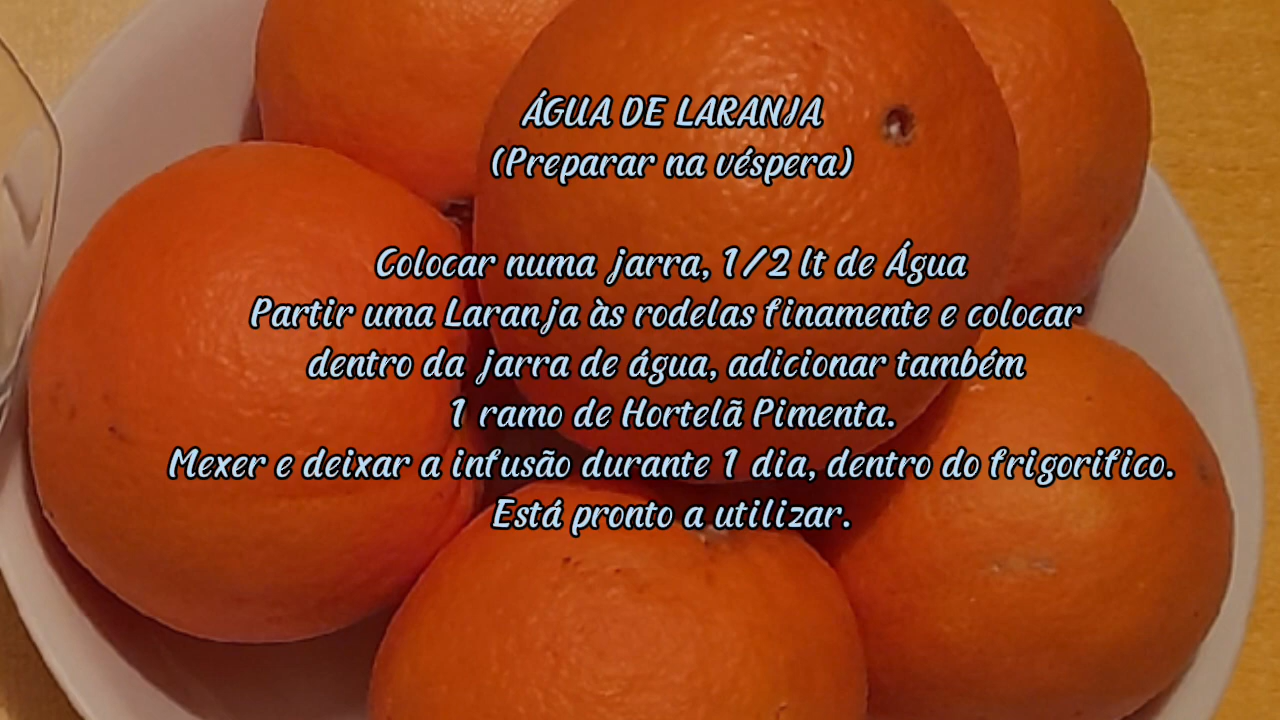 ÁGUA DE LARANJA
(Preparar na véspera)
Colocar numa jarra, 1/2 lt de Água
Partir uma Laranja às rodelas finamente e colocar
dentro da jarra de água, adicionar também
1 ramo de Hortelã Pimenta.
Mexer e deixar a infusão durante 1 dia, dentro do frigorifico.
Está pronto a utilizar.